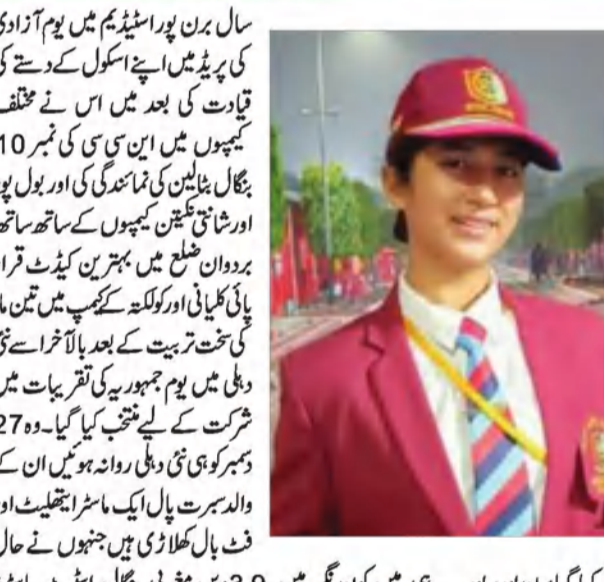 سال برن پور اسٹیڈیم میں یوم آزادی
کی پریڈ میں اپنے اسکول کے دستے کی
قیادت کی بعد میں اس نے مختلف
کیمپوں میں این سی سی کی نمبر 10
بنگال بٹالین کی نمائندگی کی اور بول پور
اور شانتی نکیتن کیمپوں کے ساتھ ساتھ
بردوان ضلع میں بہترین کیڈٹ قرار
پائی کلیانی اور کولکتہ کے کیمپ میں تین ماہ
کی سخت تربیت کے بعد بالآخر اسے نئی
دہلی میں یوم جمہوریہ کی تقریبات میں
شرکت کے لیے منتخب کیا گیا۔ وہ 27
دسمبر کو ہی نئی دہلی روانہ ہوئیں ان کے
والد سبرت پال ایک ماسٹر ایتھلیٹ اور
فٹ بال کھلاڑی ہیں جنہوں نے حال